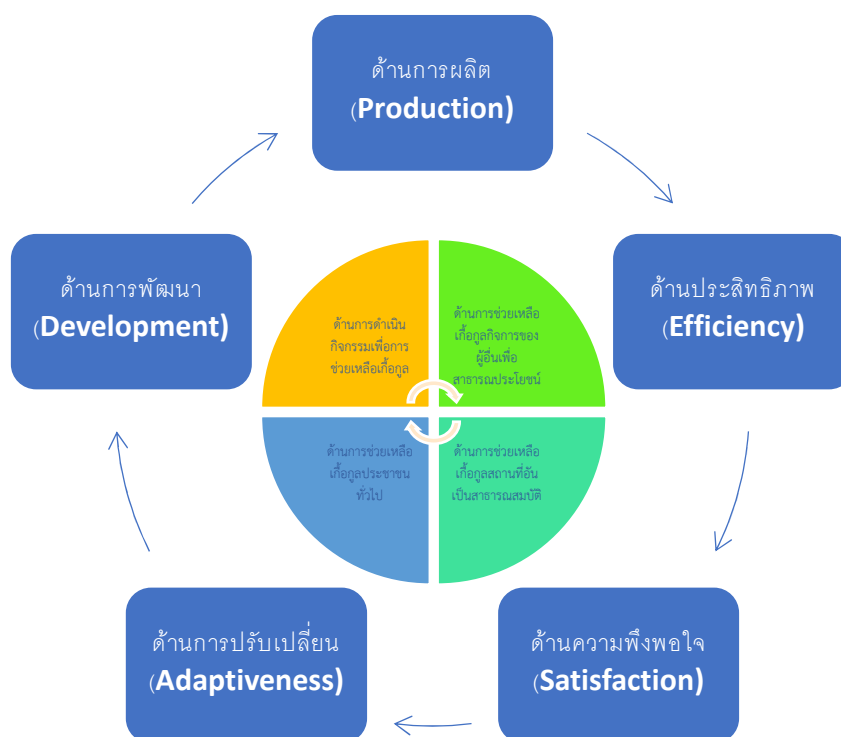 ด้านการผลิต
(Production)
ด้านการพัฒนา
(Development)
ด้านประสิทธิภาพ
(Efficiency)
ด้านการดำเนิน
กิจกรรมเพื่อการ
ช่วยเหลือเกื้อกูล
ด้านการช่วยเหลือ
เกื้อกูลกิจการของ
ผู้อื่นเพื่อ
สาธารณประโยชน์
ด้านการช่วยเหลือ
เกื้อกูลประชาชน
ทั่วไป
ด้านการช่วยเหลือ
เกื้อกูลสถานที่อัน
เป็นสาธารณสมบัติ
ด้านการปรับเปลี่ยน
(Adaptiveness)
ด้านความพึงพอใจ
(Satisfaction)